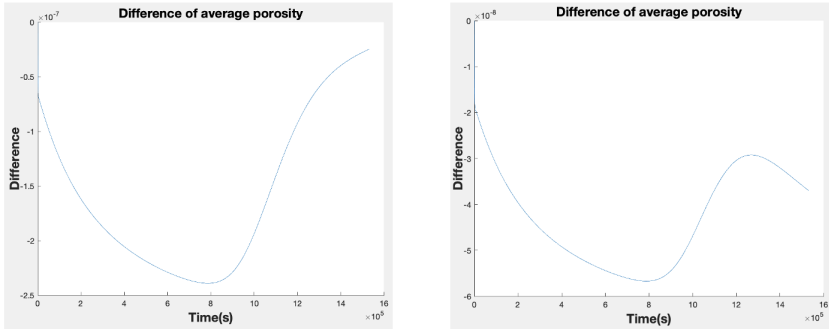 Difference of average porosity
×10⁻⁷
0
-0.5
-1
-1.5
-2
-2.5
Difference
0 2 4 6 8 10 12 14 16
×10⁵
Time(s)
Difference of average porosity
×10⁻⁸
0
-1
-2
-3
-4
-5
-6
Difference
0 2 4 6 8 10 12 14 16
×10⁵
Time(s)